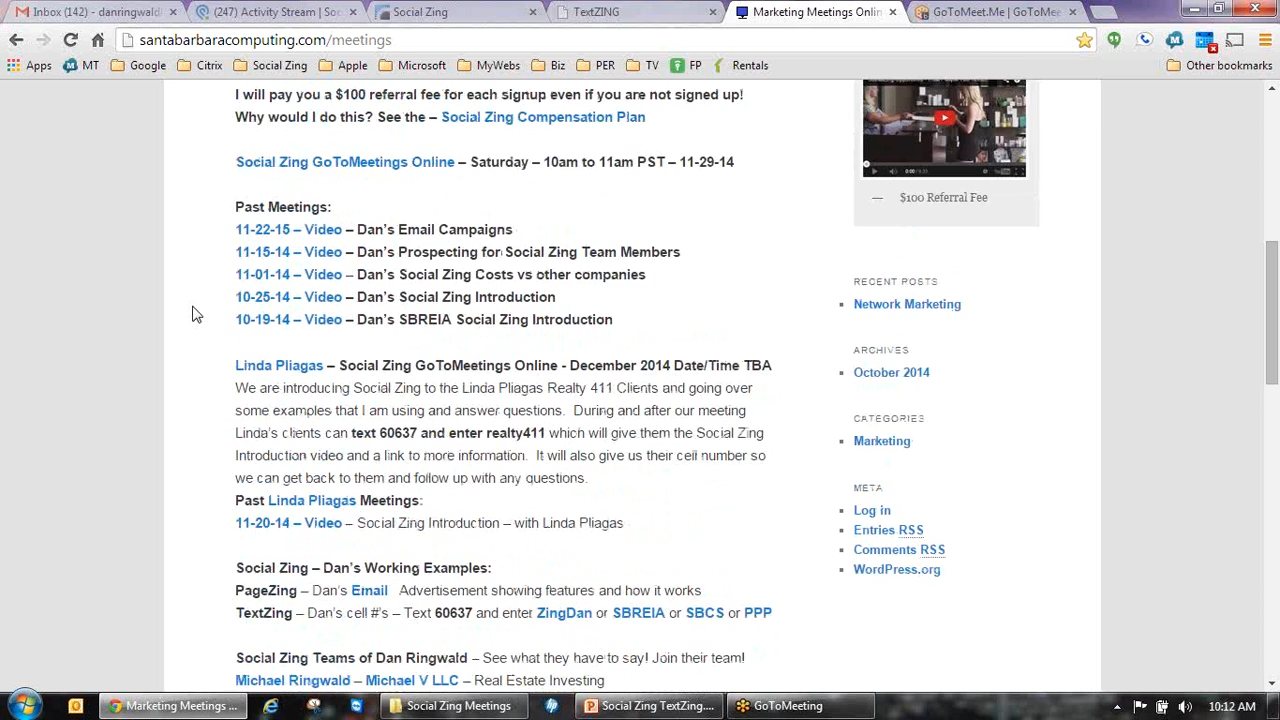 Inbox (142) - danringwald
(247) Activity Stream | So
Social Zing
TextZING
Marketing Meetings Onlin
GoToMeet.Me | GoToMee
santabarbaracomputing.com/meetings
Apps MT Google Citrix Social Zing Apple Microsoft MyWebs Biz PER TV FP Rentals Other bookmarks
I will pay you a $100 referral fee for each signup even if you are not signed up!
Why would I do this? See the – Social Zing Compensation Plan
Social Zing GoToMeetings Online – Saturday – 10am to 11am PST – 11-29-14
Past Meetings:
11-22-15 – Video – Dan's Email Campaigns
11-15-14 – Video – Dan's Prospecting for Social Zing Team Members
11-01-14 – Video – Dan's Social Zing Costs vs other companies
10-25-14 – Video – Dan's Social Zing Introduction
10-19-14 – Video – Dan's SBREIA Social Zing Introduction
Linda Pliagas – Social Zing GoToMeetings Online - December 2014 Date/Time TBA
We are introducing Social Zing to the Linda Pliagas Realty 411 Clients and going over
some examples that I am using and answer questions. During and after our meeting
Linda's clients can text 60637 and enter realty411 which will give them the Social Zing
Introduction video and a link to more information. It will also give us their cell number so
we can get back to them and follow up with any questions.
Past Linda Pliagas Meetings:
11-20-14 – Video – Social Zing Introduction – with Linda Pliagas
Social Zing – Dan's Working Examples:
PageZing – Dan's Email Advertisement showing features and how it works
TextZing – Dan's cell #'s – Text 60637 and enter ZingDan or SBREIA or SBCS or PPP
Social Zing Teams of Dan Ringwald – See what they have to say! Join their team!
Michael Ringwald – Michael V LLC – Real Estate Investing
— $100 Referral Fee
RECENT POSTS
Network Marketing
ARCHIVES
October 2014
CATEGORIES
Marketing
META
Log in
Entries RSS
Comments RSS
WordPress.org
Marketing Meetings ...
Social Zing Meetings
Social Zing TextZing....
GoToMeeting
10:12 AM